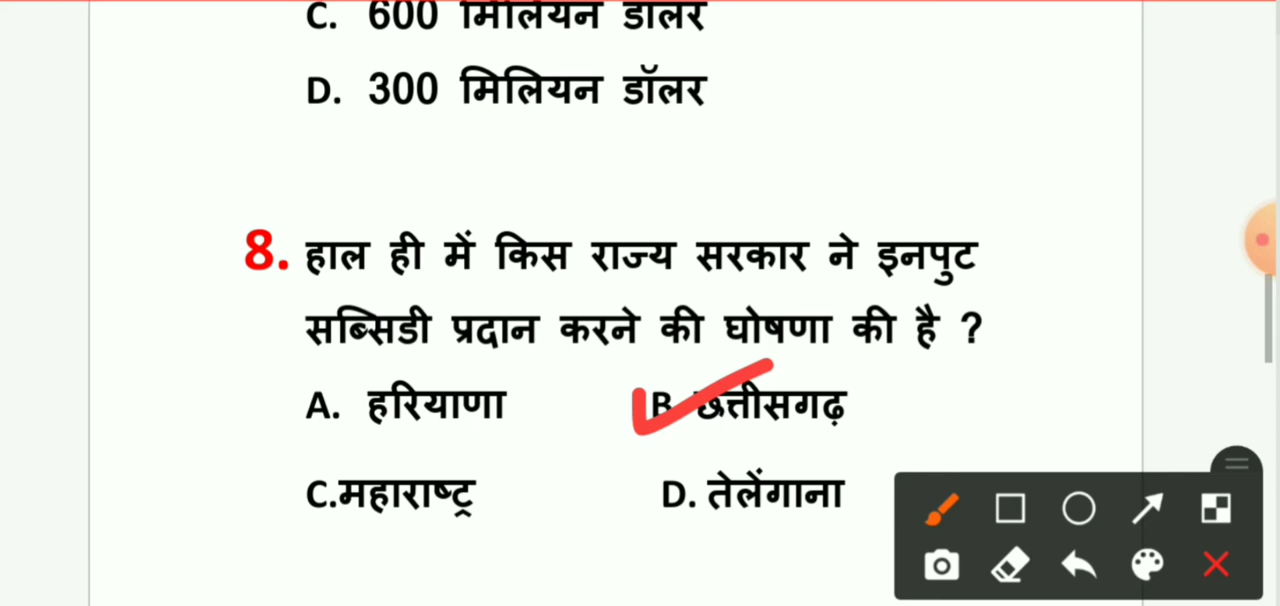 C. 600 मिलियन डॉलर
D. 300 मिलियन डॉलर
8. हाल ही में किस राज्य सरकार ने इनपुट
सब्सिडी प्रदान करने की घोषणा की है ?
A. हरियाणा B. छत्तीसगढ़
C.महाराष्ट्र D. तेलेंगाना